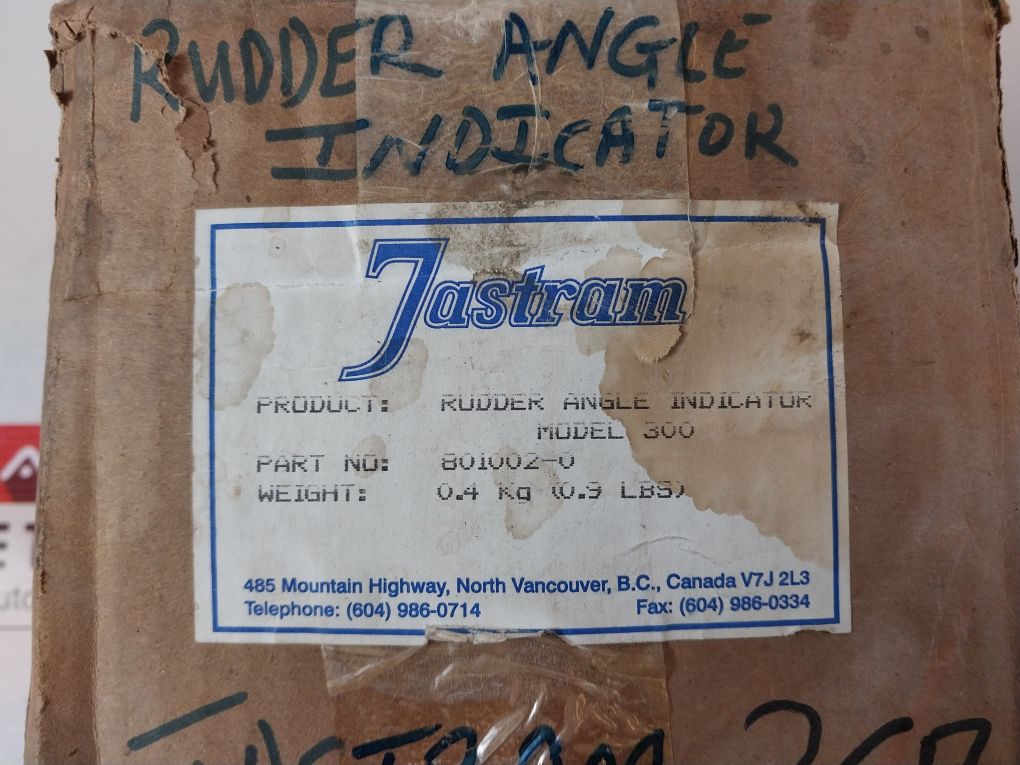 RUDDER ANGLE
INDICATOR
Jastram
PRODUCT: RUDDER ANGLE INDICATOR
MODEL 300
PART NO: 801002-0
WEIGHT: 0.4 Kg (0.9 LBS)
485 Mountain Highway, North Vancouver, B.C., Canada V7J 2L3
Telephone: (604) 986-0714 Fax: (604) 986-0334
JASTRAM